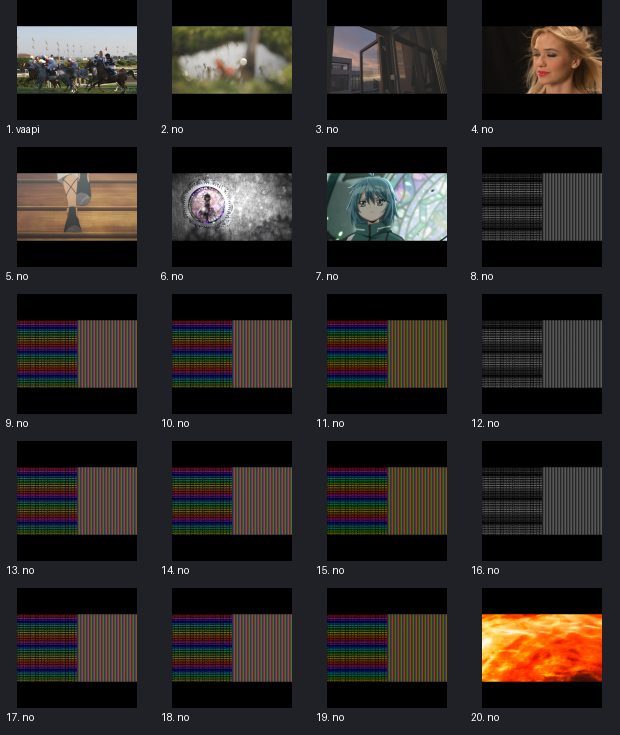 1. vaapi
2. no
3. no
4. no
5. no
6. no
7. no
8. no
9. no
10. no
11. no
12. no
13. no
14. no
15. no
16. no
17. no
18. no
19. no
20. no